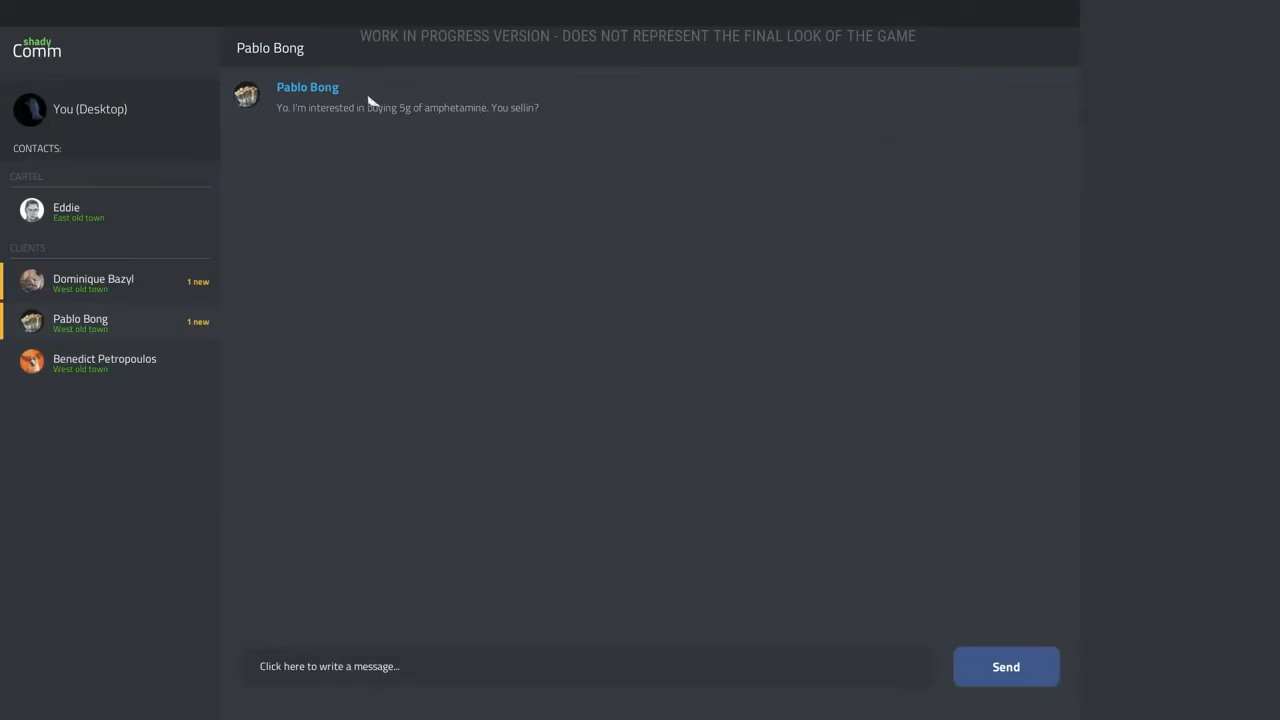 WORK IN PROGRESS VERSION - DOES NOT REPRESENT THE FINAL LOOK OF THE GAME
shady
Comm
Pablo Bong
You (Desktop)
CONTACTS:
CARTEL
Eddie
East old town
CLIENTS
Dominique Bazyl
West old town
1 new
Pablo Bong
West old town
1 new
Benedict Petropoulos
West old town
Pablo Bong
Yo. I'm interested in buying 5g of amphetamine. You sellin?
Click here to write a message...
Send